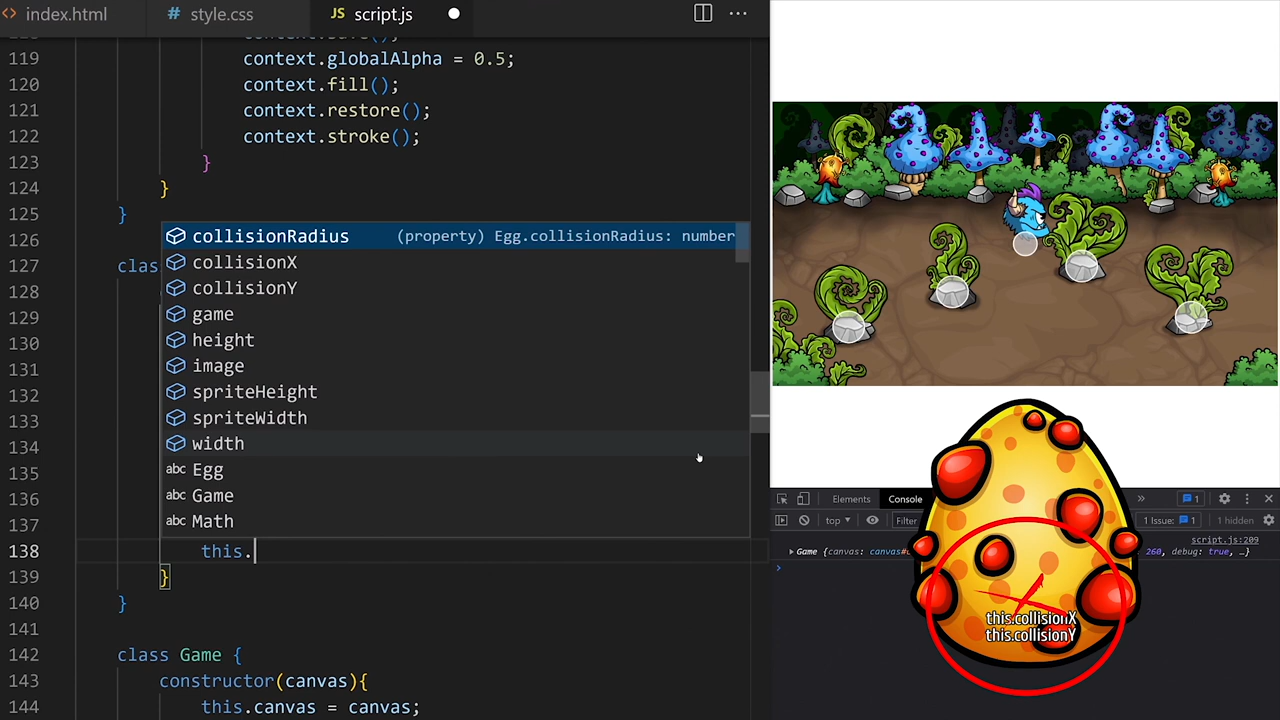 index.html
# style.css
JS script.js
119 context.globalAlpha = 0.5;
120 context.fill();
121 context.restore();
122 context.stroke();
123 }
124 }
125 }
126
127 clas
128
129
130
131
132
133
134
135
136
137
138 this.
139 }
140 }
141
142 class Game {
143 constructor(canvas){
144 this.canvas = canvas;
collisionRadius (property) Egg.collisionRadius: number
collisionX
collisionY
game
height
image
spriteHeight
spriteWidth
width
abc Egg
abc Game
abc Math
this.collisionX
this.collisionY
Elements Console » 1
top Filter 1 Issue: 1 1 hidden
script.js:209
Game {canvas: canvas# 260, debug: true, …}